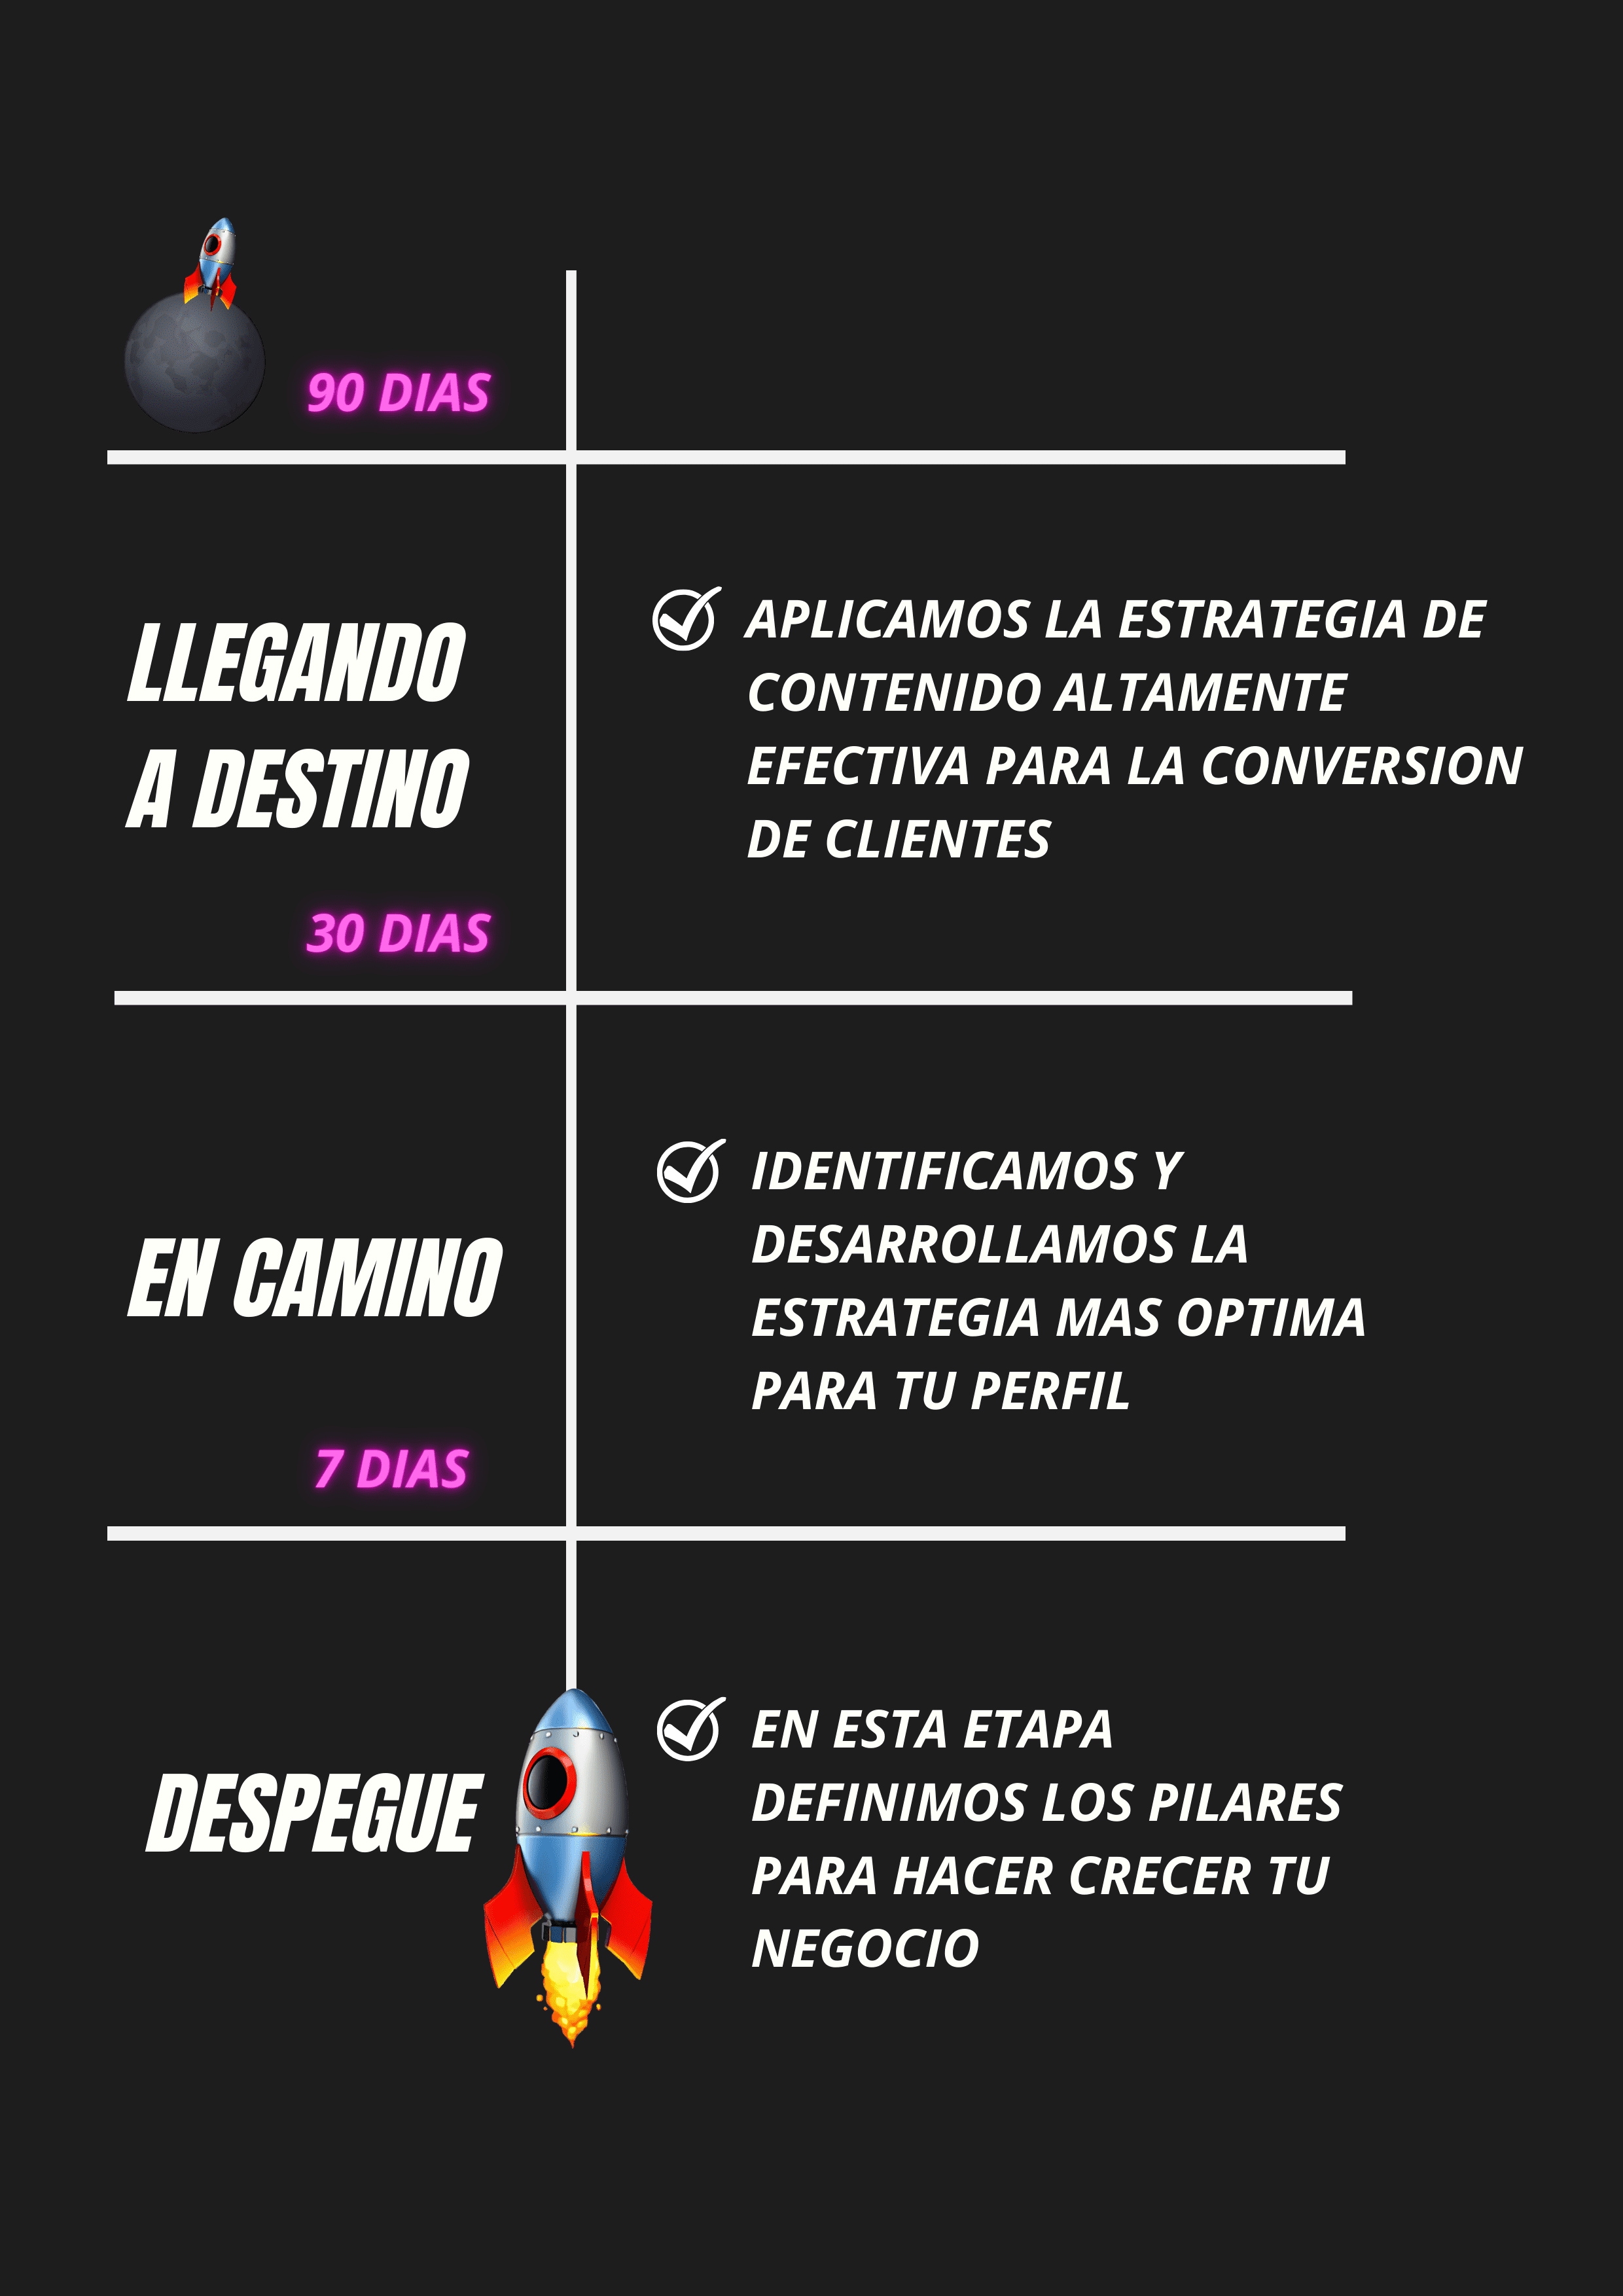 90 DIAS
LLEGANDO
A DESTINO
APLICAMOS LA ESTRATEGIA DE
CONTENIDO ALTAMENTE
EFECTIVA PARA LA CONVERSION
DE CLIENTES
30 DIAS
EN CAMINO
IDENTIFICAMOS Y
DESARROLLAMOS LA
ESTRATEGIA MAS OPTIMA
PARA TU PERFIL
7 DIAS
DESPEGUE
EN ESTA ETAPA
DEFINIMOS LOS PILARES
PARA HACER CRECER TU
NEGOCIO